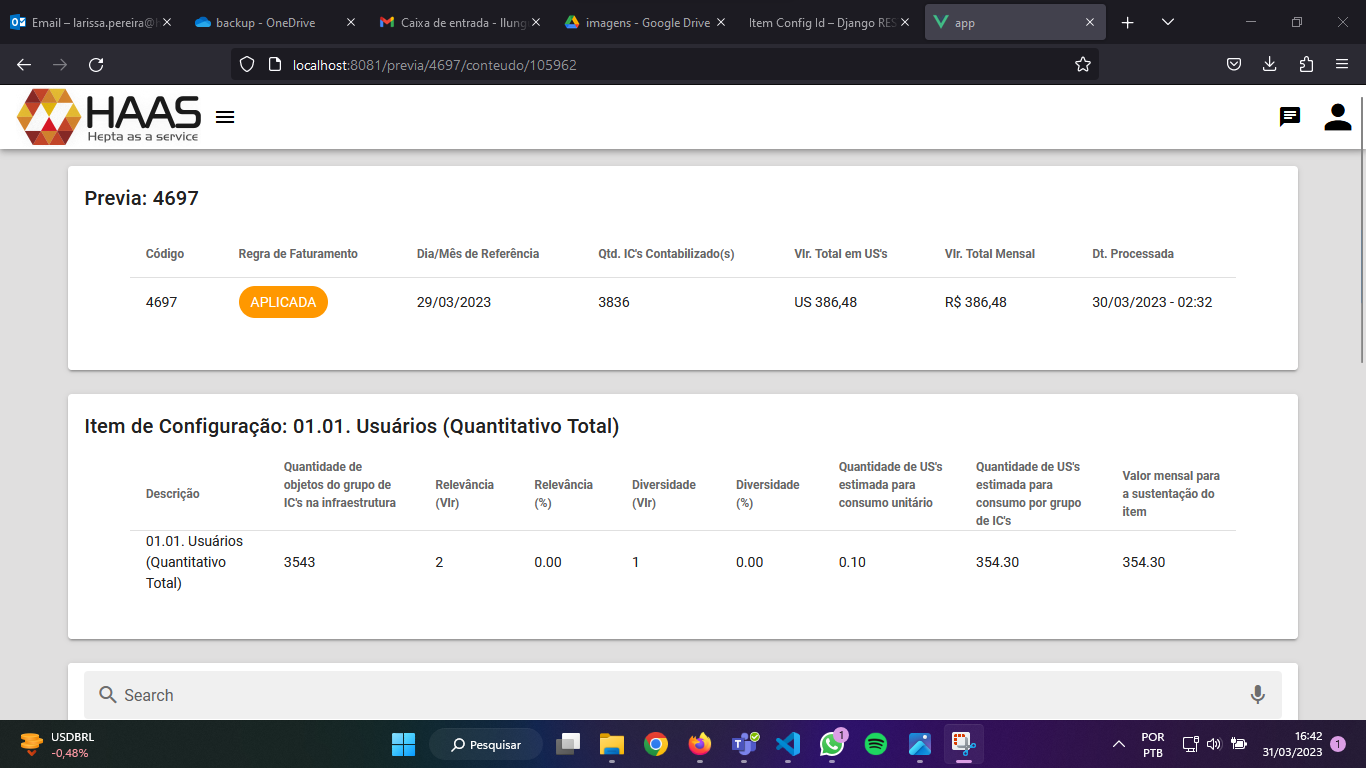 Email – larissa.pereira@h
backup - OneDrive
Caixa de entrada - llung
imagens - Google Drive
Item Config Id – Django RES
app
localhost:8081/previa/4697/conteudo/105962
HAAS
Hepta as a service
Previa: 4697
Código Regra de Faturamento Dia/Mês de Referência Qtd. IC's Contabilizado(s) Vlr. Total em US's Vlr. Total Mensal Dt. Processada
4697 APLICADA 29/03/2023 3836 US 386,48 R$ 386,48 30/03/2023 - 02:32
Item de Configuração: 01.01. Usuários (Quantitativo Total)
Descrição
Quantidade de
objetos do grupo de
IC's na infraestrutura
Relevância
(Vlr)
Relevância
(%)
Diversidade
(Vlr)
Diversidade
(%)
Quantidade de US's
estimada para
consumo unitário
Quantidade de US's
estimada para
consumo por grupo
de IC's
Valor mensal para
a sustentação do
item
01.01. Usuários
(Quantitativo
Total)
3543 2 0.00 1 0.00 0.10 354.30 354.30
Search
USDBRL
-0,48%
Pesquisar
1
POR
PTB
16:42
31/03/2023
1